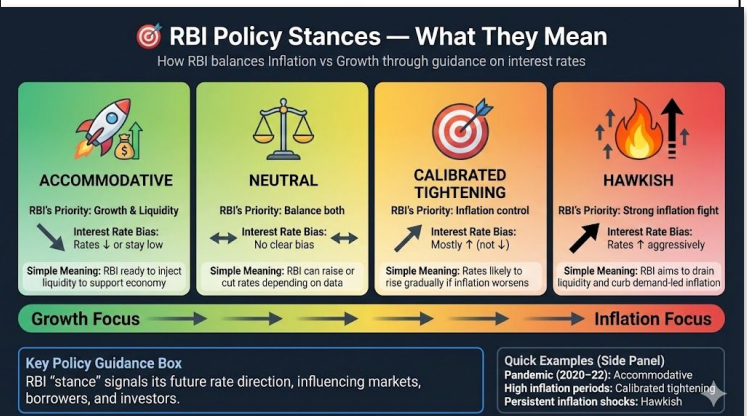 RBI Policy Stances — What They Mean
How RBI balances Inflation vs Growth through guidance on interest rates
ACCOMMODATIVE
RBI's Priority: Growth & Liquidity
Interest Rate Bias:
Rates ↓ or stay low
Simple Meaning: RBI ready to inject
liquidity to support economy
NEUTRAL
RBI's Priority: Balance both
Interest Rate Bias:
No clear bias
Simple Meaning: RBI can raise or
cut rates depending on data
CALIBRATED
TIGHTENING
RBI's Priority: Inflation control
Interest Rate Bias:
Mostly ↑ (not ↓)
Simple Meaning: Rates likely to
rise gradually if inflation worsens
HAWKISH
RBI's Priority: Strong inflation fight
Interest Rate Bias:
Rates ↑ aggressively
Simple Meaning: RBI aims to drain
liquidity and curb demand-led inflation
Growth Focus
Inflation Focus
Key Policy Guidance Box
RBI “stance” signals its future rate direction, influencing markets,
borrowers, and investors.
Quick Examples (Side Panel)
Pandemic (2020–22): Accommodative
High inflation periods: Calibrated tightening
Persistent inflation shocks: Hawkish